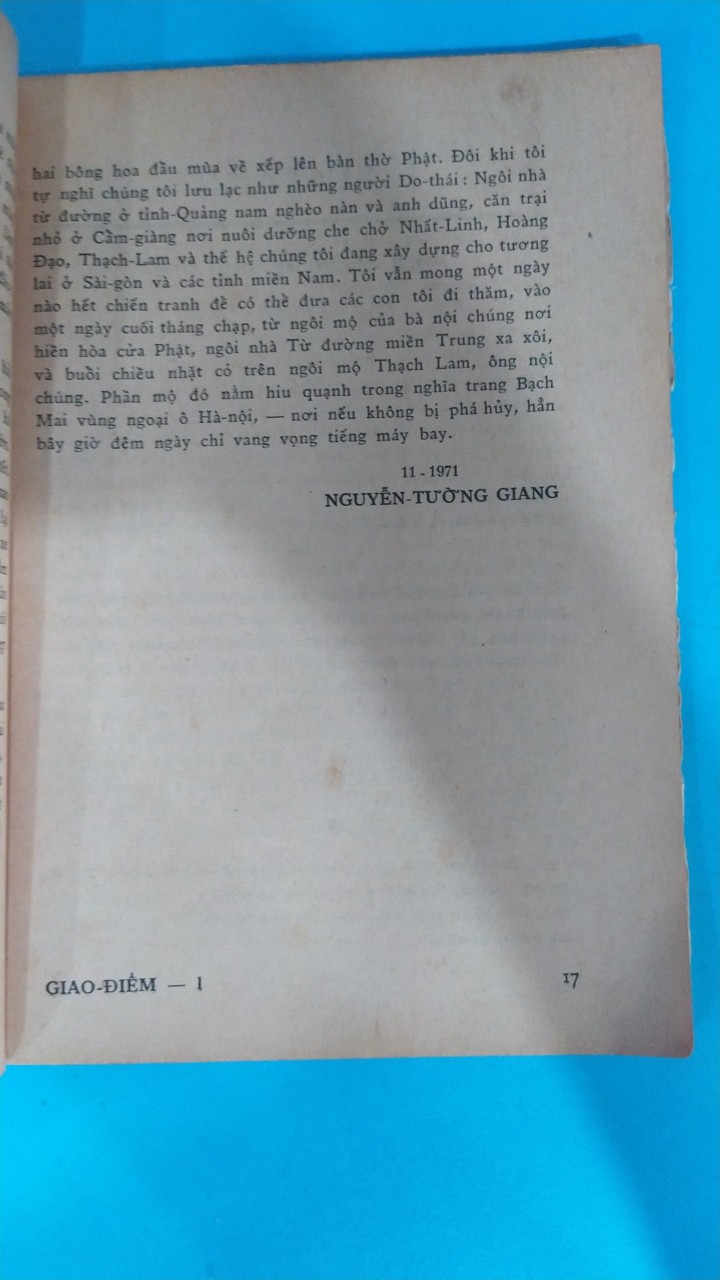 hai bông hoa đầu mùa về xếp lên bàn thờ Phật. Đôi khi tôi
tự nghĩ chúng tôi lưu lạc như những người Do-thái : Ngôi nhà
từ đường ở tỉnh-Quảng nam nghèo nàn và anh dũng, căn trại
nhỏ ở Cầm-giàng nơi nuôi dưỡng che chở Nhất-Linh, Hoàng
Đạo, Thạch-Lam và thế hệ chúng tôi đang xây dựng cho tương
lai ở Sài-gòn và các tỉnh miền Nam. Tôi vẫn mong một ngày
nào hết chiến tranh để có thể đưa các con tôi đi thăm, vào
một ngày cuối tháng chạp, từ ngôi mộ của bà nội chúng nơi
hiền hòa cửa Phật, ngôi nhà Từ đường miền Trung xa xôi,
và buổi chiều nhặt cỏ trên ngôi mộ Thạch Lam, ông nội
chúng. Phần mộ đó nằm hiu quạnh trong nghĩa trang Bạch
Mai vùng ngoại ô Hà-nội, — nơi nếu không bị phá hủy, hẳn
bây giờ đêm ngày chỉ vang vọng tiếng máy bay.
11 - 1971
NGUYỄN-TƯỜNG GIANG
GIAO-ĐIỂM — 1
17